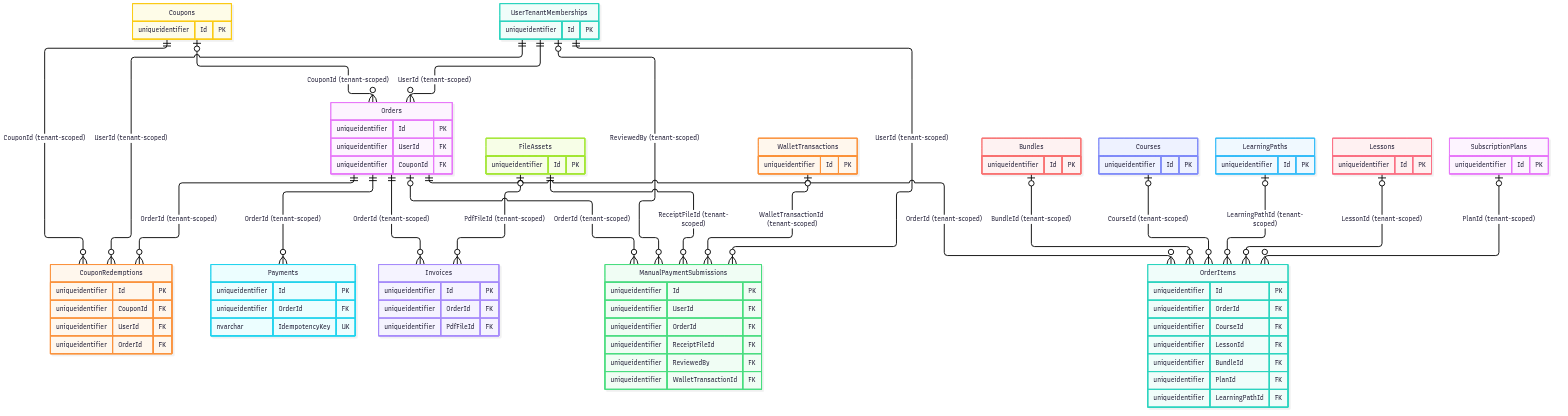 Coupons
uniqueidentifier Id PK
UserTenantMemberships
uniqueidentifier Id PK
CouponId (tenant-scoped)
UserId (tenant-scoped)
Orders
uniqueidentifier Id PK
uniqueidentifier UserId FK
uniqueidentifier CouponId FK
CouponId (tenant-scoped)
UserId (tenant-scoped)
ReviewedBy (tenant-scoped)
UserId (tenant-scoped)
FileAssets
uniqueidentifier Id PK
WalletTransactions
uniqueidentifier Id PK
Bundles
uniqueidentifier Id PK
Courses
uniqueidentifier Id PK
LearningPaths
uniqueidentifier Id PK
Lessons
uniqueidentifier Id PK
SubscriptionPlans
uniqueidentifier Id PK
OrderId (tenant-scoped)
OrderId (tenant-scoped)
OrderId (tenant-scoped)
PdfFileId (tenant-scoped)
OrderId (tenant-scoped)
ReceiptFileId (tenant-
scoped)
WalletTransactionId
(tenant-scoped)
OrderId (tenant-scoped)
BundleId (tenant-scoped)
CourseId (tenant-scoped)
LearningPathId (tenant-
scoped)
LessonId (tenant-scoped)
PlanId (tenant-scoped)
CouponRedemptions
uniqueidentifier Id PK
uniqueidentifier CouponId FK
uniqueidentifier UserId FK
uniqueidentifier OrderId FK
Payments
uniqueidentifier Id PK
uniqueidentifier OrderId FK
nvarchar IdempotencyKey UK
Invoices
uniqueidentifier Id PK
uniqueidentifier OrderId FK
uniqueidentifier PdfFileId FK
ManualPaymentSubmissions
uniqueidentifier Id PK
uniqueidentifier UserId FK
uniqueidentifier OrderId FK
uniqueidentifier ReceiptFileId FK
uniqueidentifier ReviewedBy FK
uniqueidentifier WalletTransactionId FK
OrderItems
uniqueidentifier Id PK
uniqueidentifier OrderId FK
uniqueidentifier CourseId FK
uniqueidentifier LessonId FK
uniqueidentifier BundleId FK
uniqueidentifier PlanId FK
uniqueidentifier LearningPathId FK